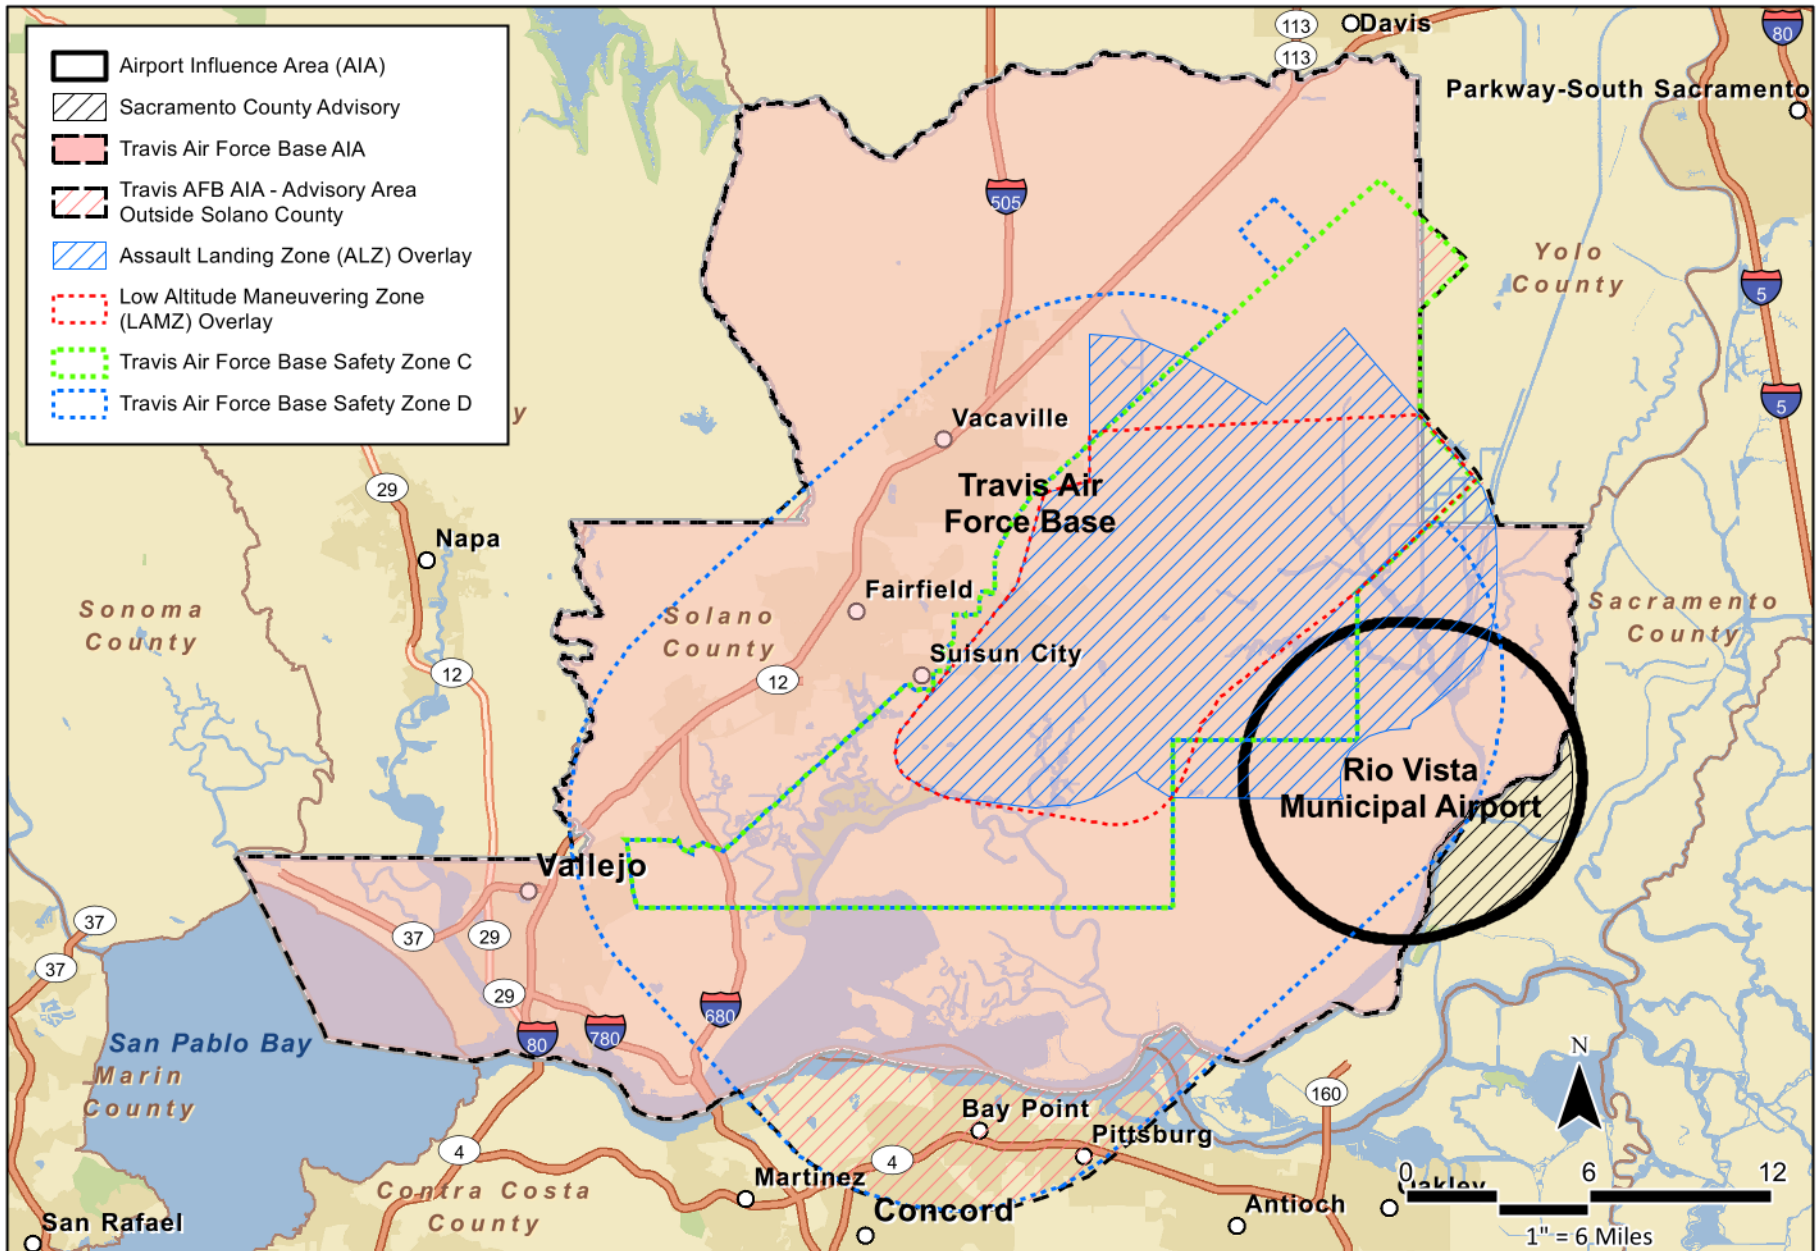 Airport Influence Area (AIA)
Sacramento County Advisory
Travis Air Force Base AIA
Travis AFB AIA - Advisory Area
Outside Solano County
Assault Landing Zone (ALZ) Overlay
Low Altitude Maneuvering Zone
(LAMZ) Overlay
Travis Air Force Base Safety Zone C
Travis Air Force Base Safety Zone D
113
113
Davis
80
Parkway-South Sacramento
505
Yolo
County
5
5
Vacaville
Travis Air
Force Base
29
Napa
Fairfield
Sonoma
County
Solano
County
Sacramento
County
Suisun City
12
12
Rio Vista
Municipal Airport
Vallejo
37
37
37
29
29
80
780
680
San Pablo Bay
Marin
County
N
160
Bay Point
Pittsburg
4
4
Martinez
Contra Costa
County
Concord
Antioch
Oakley
San Rafael
0 6 12
1" = 6 Miles